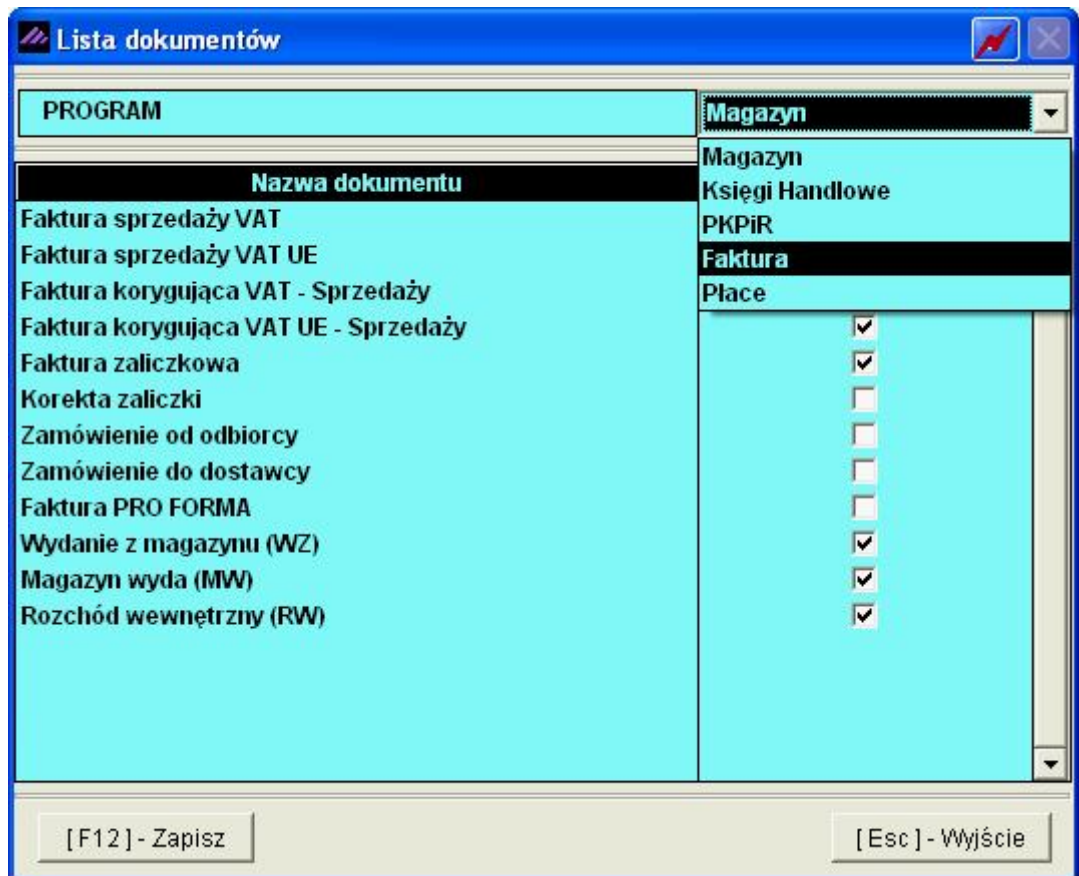 Lista dokumentów
PROGRAM
Magazyn
Magazyn
Księgi Handlowe
PKPiR
Faktura
Płace
Nazwa dokumentu
Faktura sprzedaży VAT
Faktura sprzedaży VAT UE
Faktura korygująca VAT - Sprzedaży
Faktura korygująca VAT UE - Sprzedaży
Faktura zaliczkowa
Korekta zaliczki
Zamówienie od odbiorcy
Zamówienie do dostawcy
Faktura PRO FORMA
Wydanie z magazynu (WZ)
Magazyn wyda (MW)
Rozchód wewnętrzny (RW)
[ F12 ] - Zapisz
[ Esc ] - Wyjście